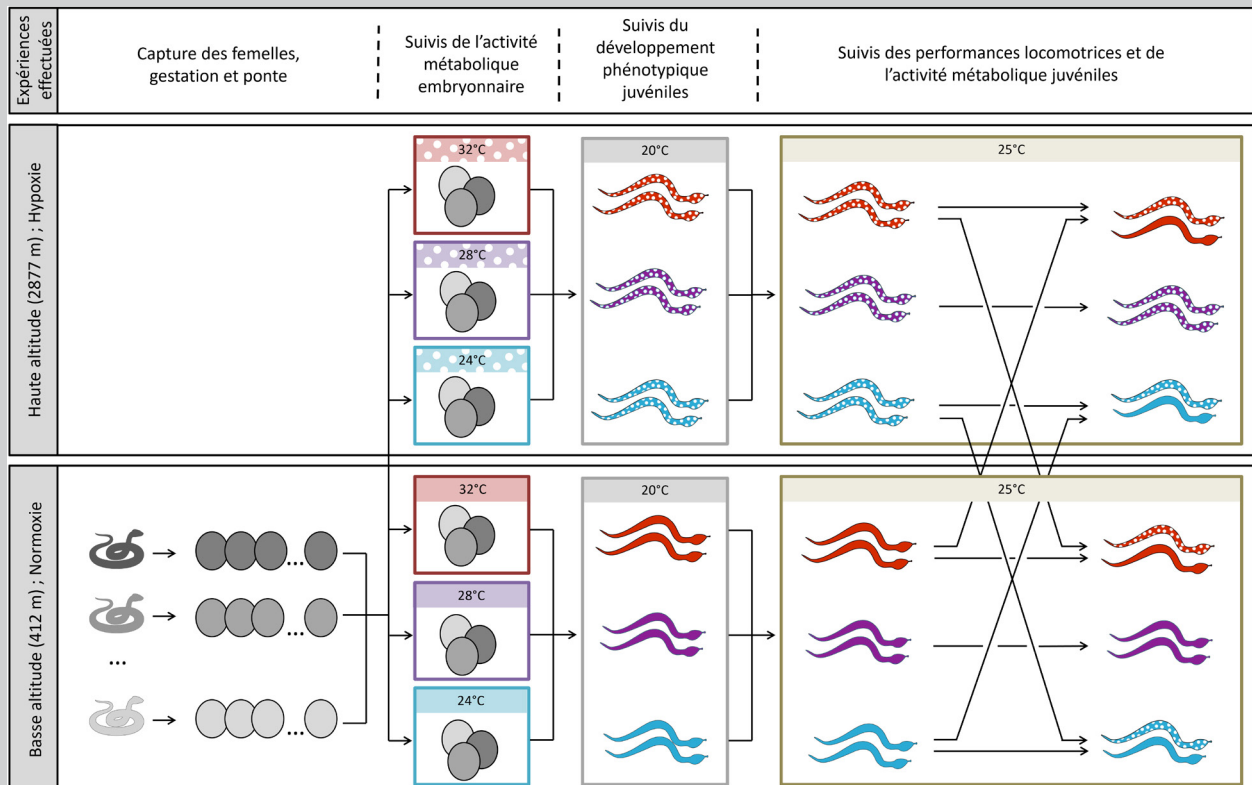 Expériences
effectuées
Capture des femelles,
gestation et ponte
Suivis de l'activité
métabolique
embryonnaire
Suivis du
développement
phénotypique
juvéniles
Suivis des performances locomotrices et de
l'activité métabolique juvéniles
Haute altitude (2877 m) ; Hypoxie
32°C
28°C
24°C
20°C
25°C
Basse altitude (412 m) ; Normoxie
...
...
...
...
32°C
28°C
24°C
20°C
25°C